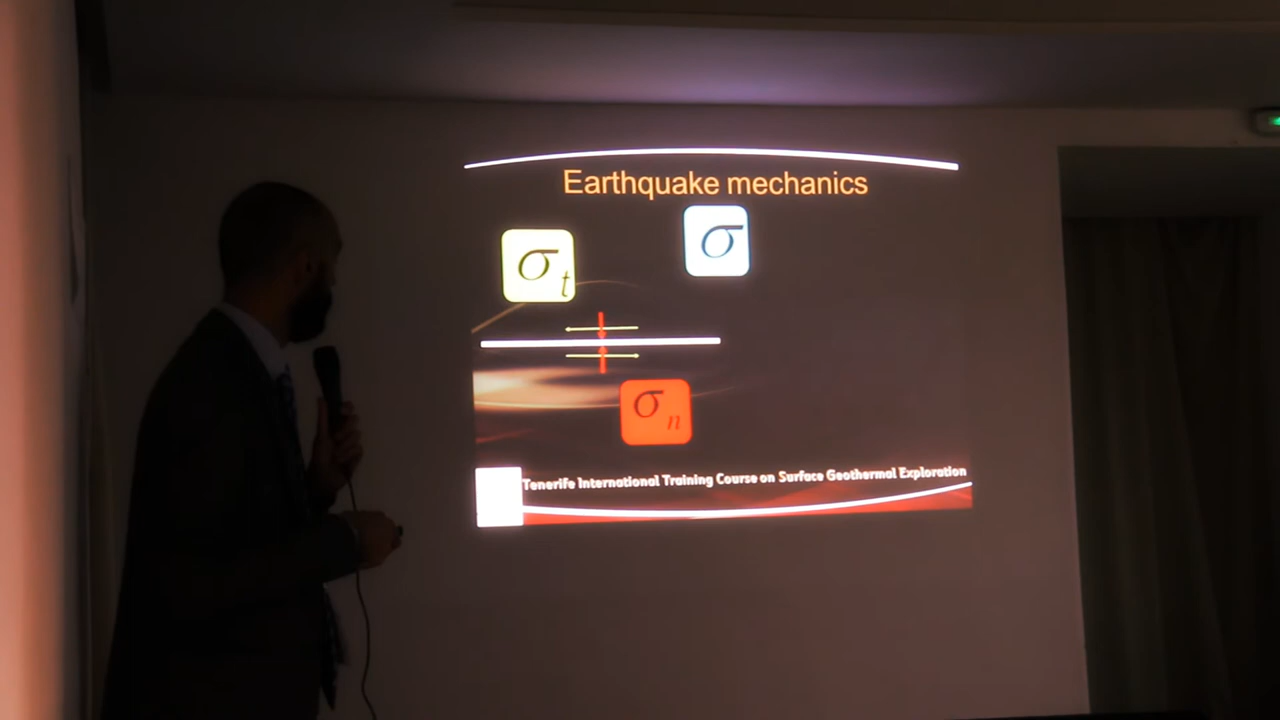 Earthquake mechanics
σ
σt
σn
Tenerife International Training Course on Surface Geothermal Exploration